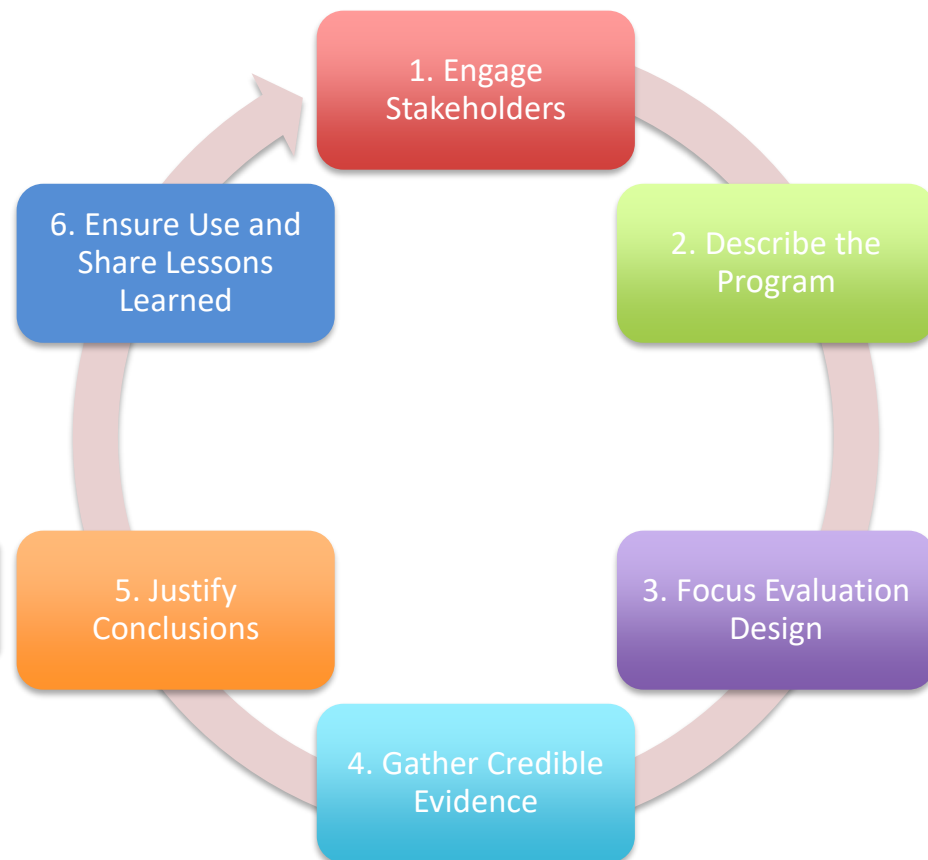 1. Engage
Stakeholders
2. Describe the
Program
3. Focus Evaluation
Design
4. Gather Credible
Evidence
5. Justify
Conclusions
6. Ensure Use and
Share Lessons
Learned